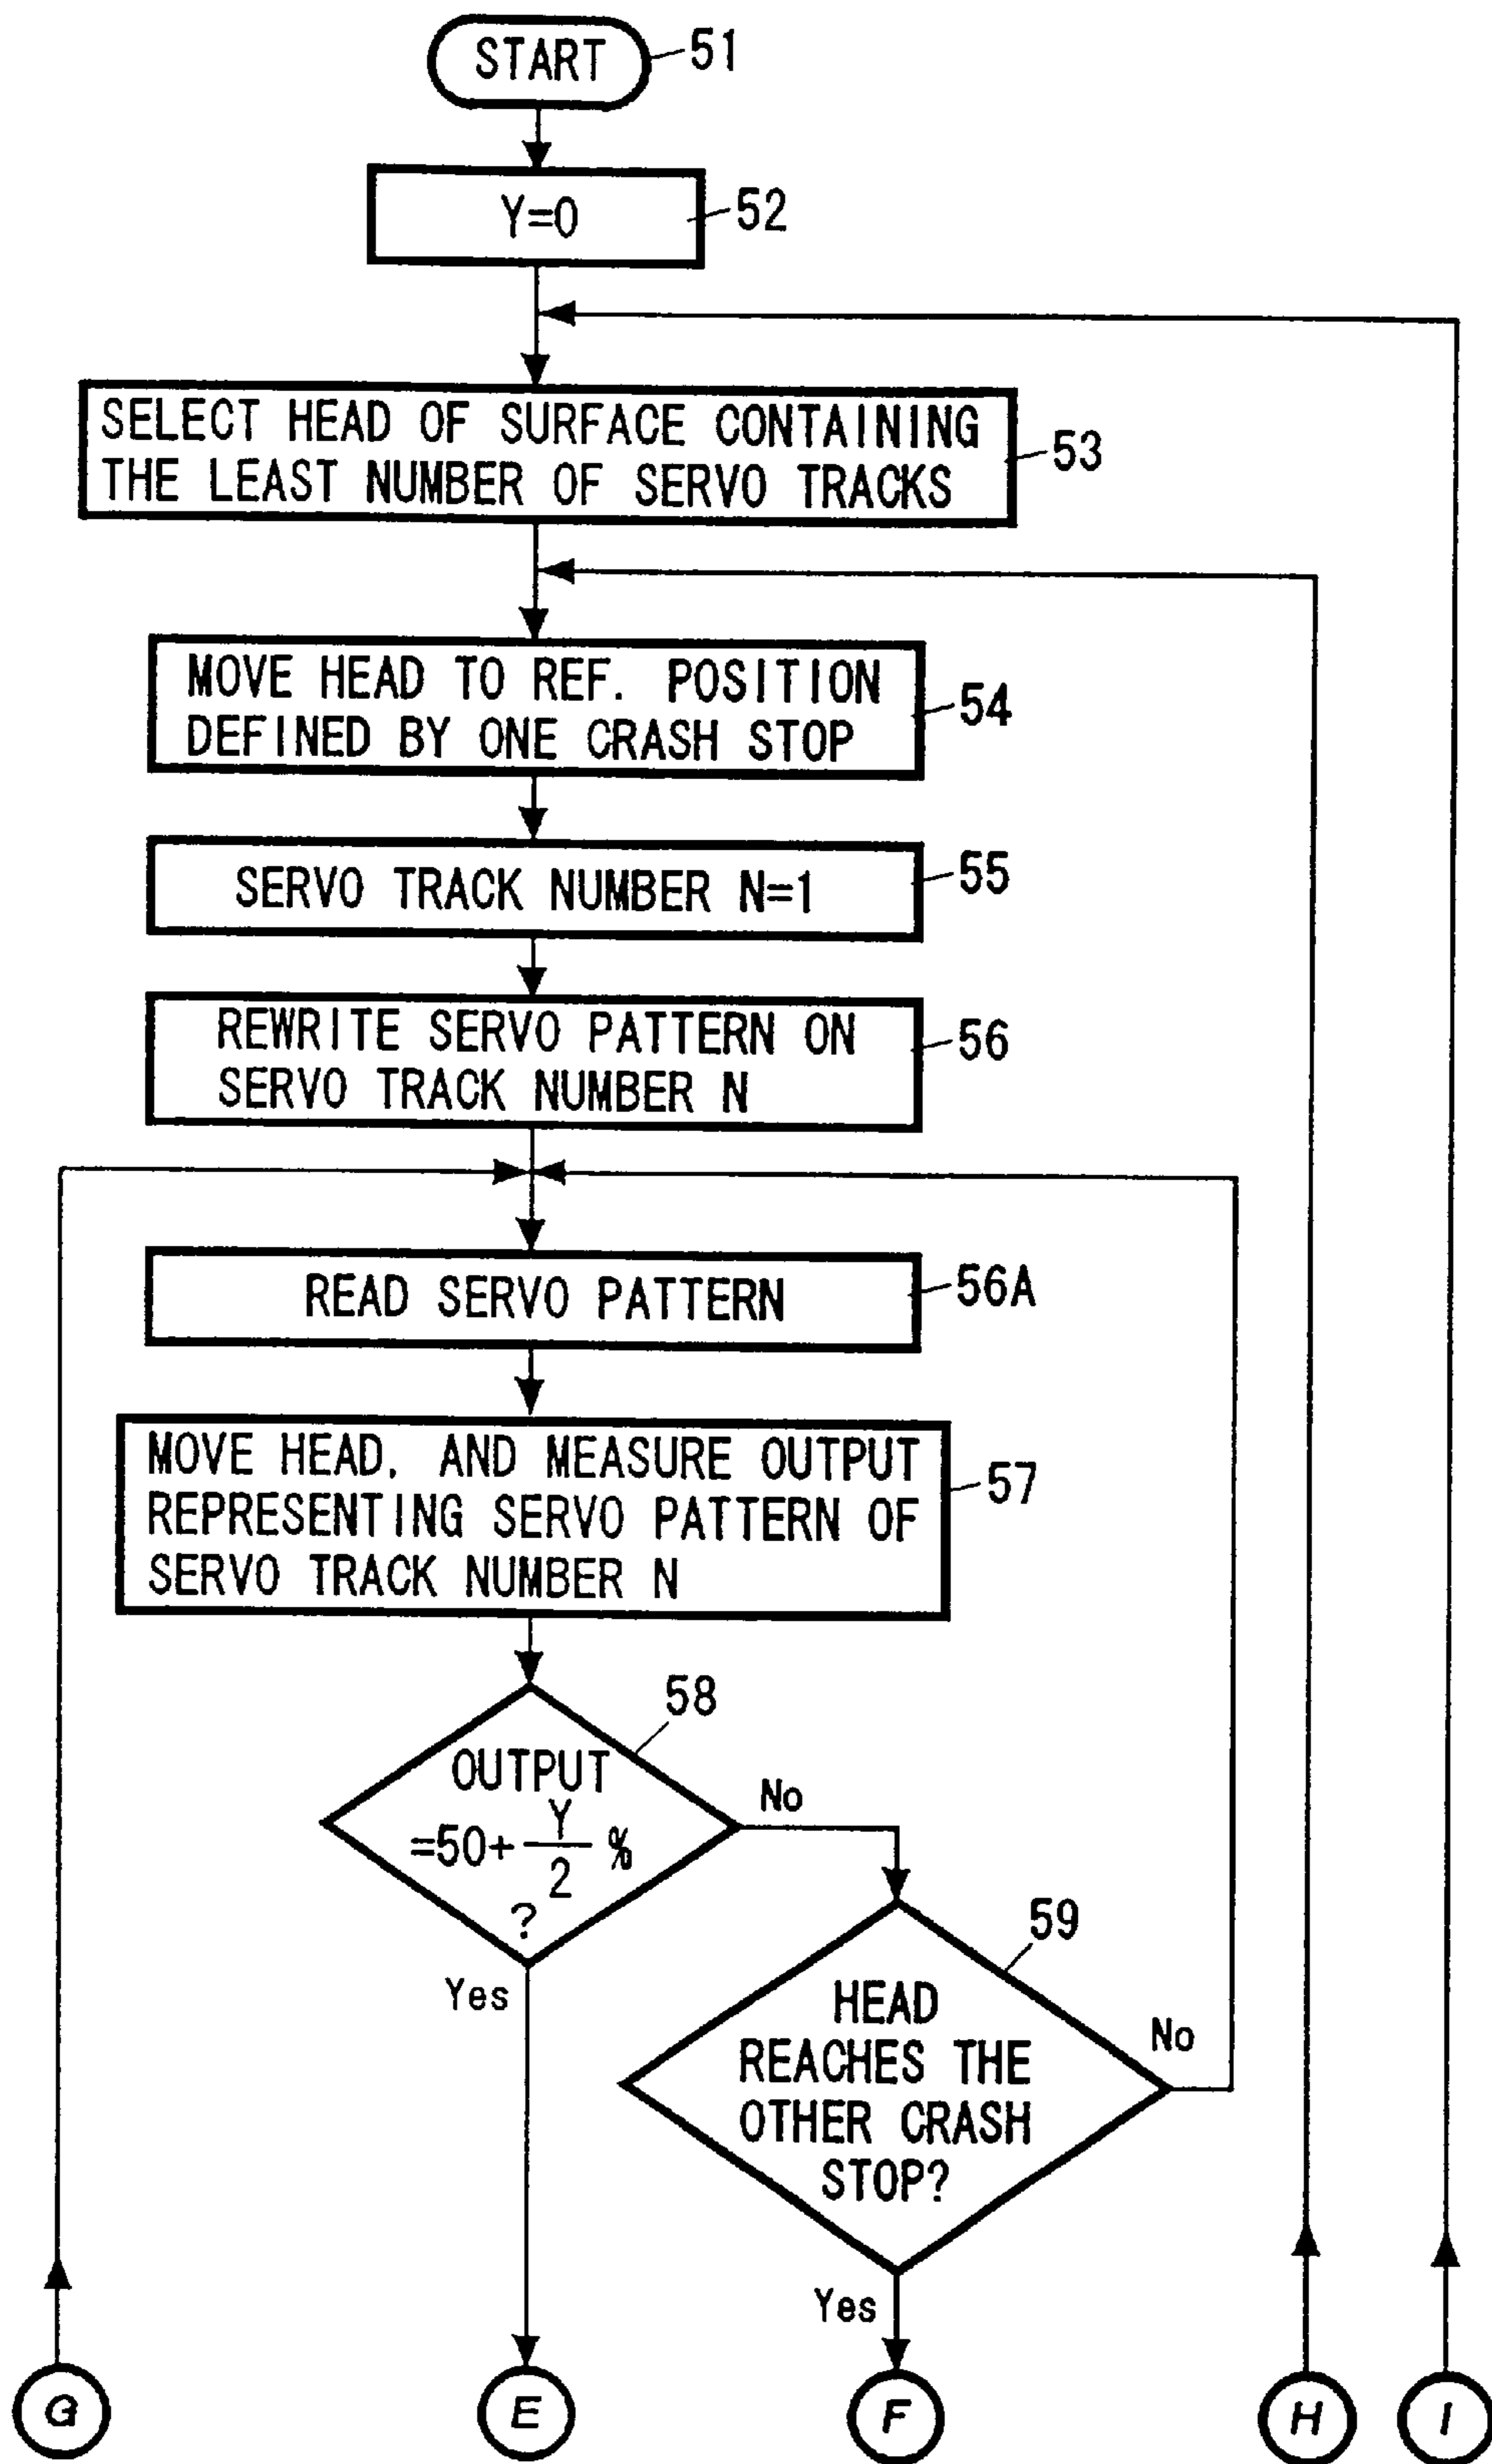 START
51
Y=0
52
SELECT HEAD OF SURFACE CONTAINING
THE LEAST NUMBER OF SERVO TRACKS
53
MOVE HEAD TO REF. POSITION
DEFINED BY ONE CRASH STOP
54
SERVO TRACK NUMBER N=1
55
REWRITE SERVO PATTERN ON
SERVO TRACK NUMBER N
56
READ SERVO PATTERN
56A
MOVE HEAD, AND MEASURE OUTPUT
REPRESENTING SERVO PATTERN OF
SERVO TRACK NUMBER N
57
58
OUTPUT
=50+ Y/2 %
?
No
Yes
59
HEAD
REACHES THE
OTHER CRASH
STOP?
No
Yes
G
E
F
H
I